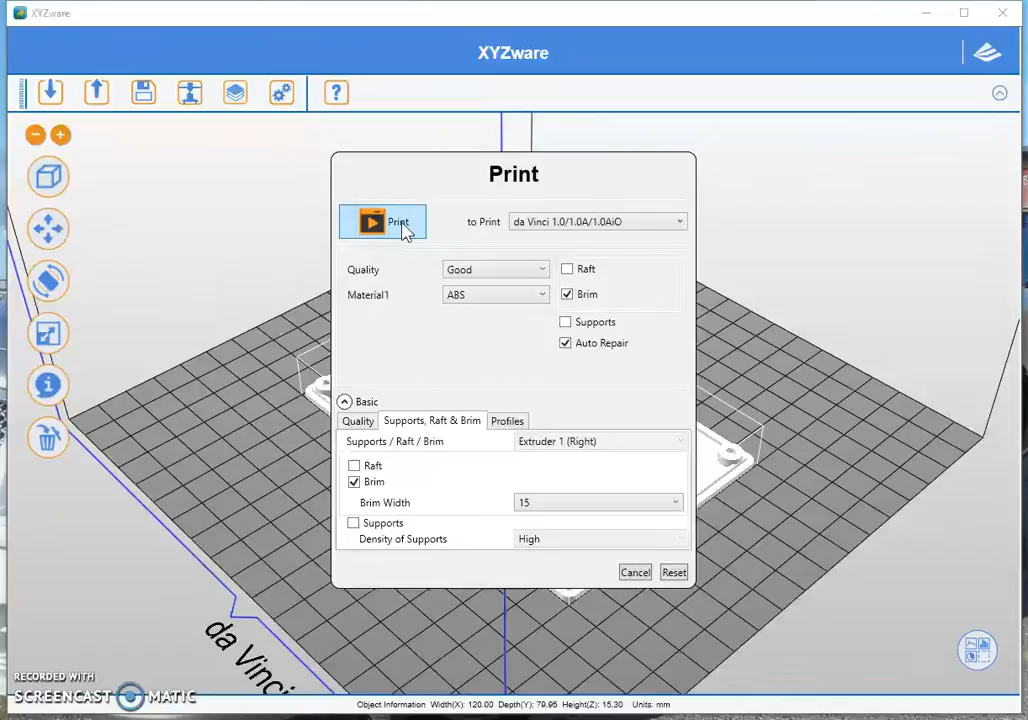 XYZware
XYZware
?
Print
Print
to Print
da Vinci 1.0/1.0A/1.0AiO
Quality
Good
Raft
Material1
ABS
Brim
Supports
Auto Repair
Basic
Quality
Supports, Raft & Brim
Profiles
Supports / Raft / Brim
Extruder 1 (Right)
Raft
Brim
Brim Width
15
Supports
Density of Supports
High
Cancel
Reset
da Vinci
RECORDED WITH
SCREENCAST MATIC
Object Information Width(X): 120.00 Depth(Y): 79.95 Height(Z): 15.30 Units: mm